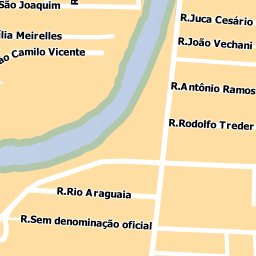 São Joaquim
R
R.Juca Cesário
ília Meirelles
R.João Vechani
ao Camilo Vicente
R.Antônio Ramos
R.Rodolfo Treder
R.Rio Araguaia
R.Sem denominação oficial